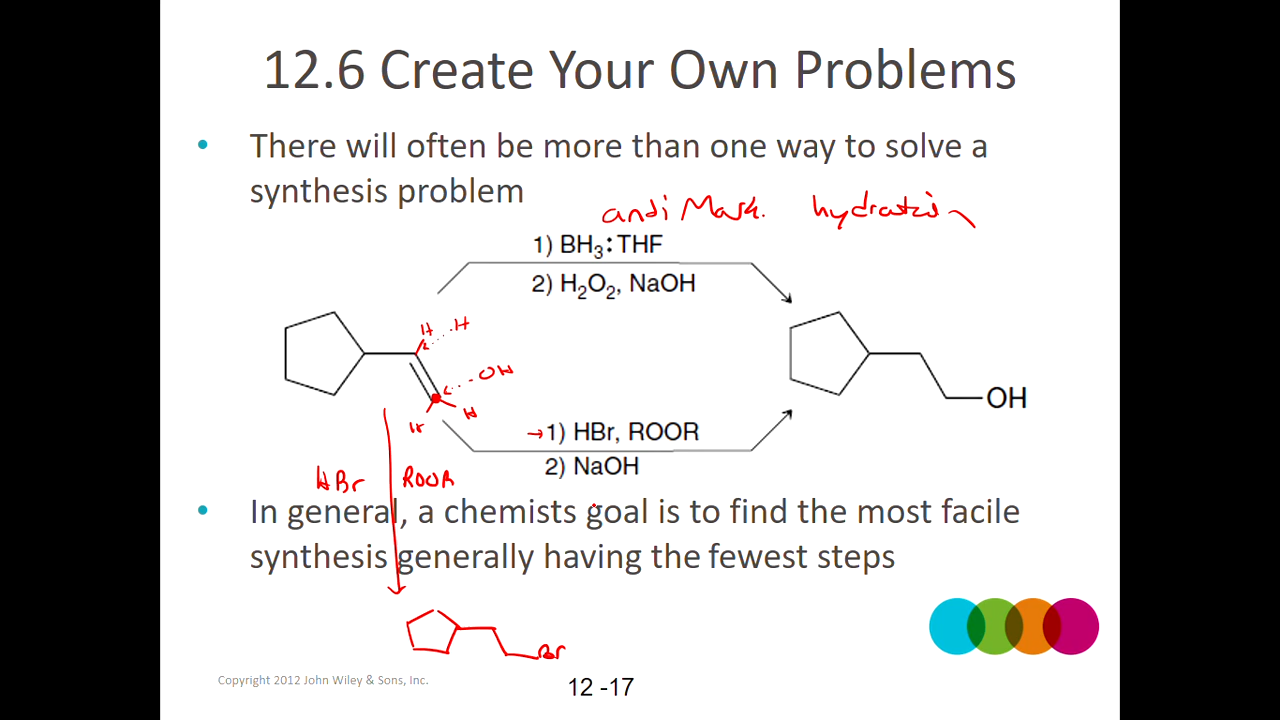 12.6 Create Your Own Problems
• There will often be more than one way to solve a
synthesis problem
anti Mark. hydration
1) BH3:THF
2) H2O2, NaOH
H H
OH
H
H
OH
→1) HBr, ROOR
2) NaOH
HBr ROOR
• In general, a chemists goal is to find the most facile
synthesis generally having the fewest steps
Br
Copyright 2012 John Wiley & Sons, Inc.
12 -17